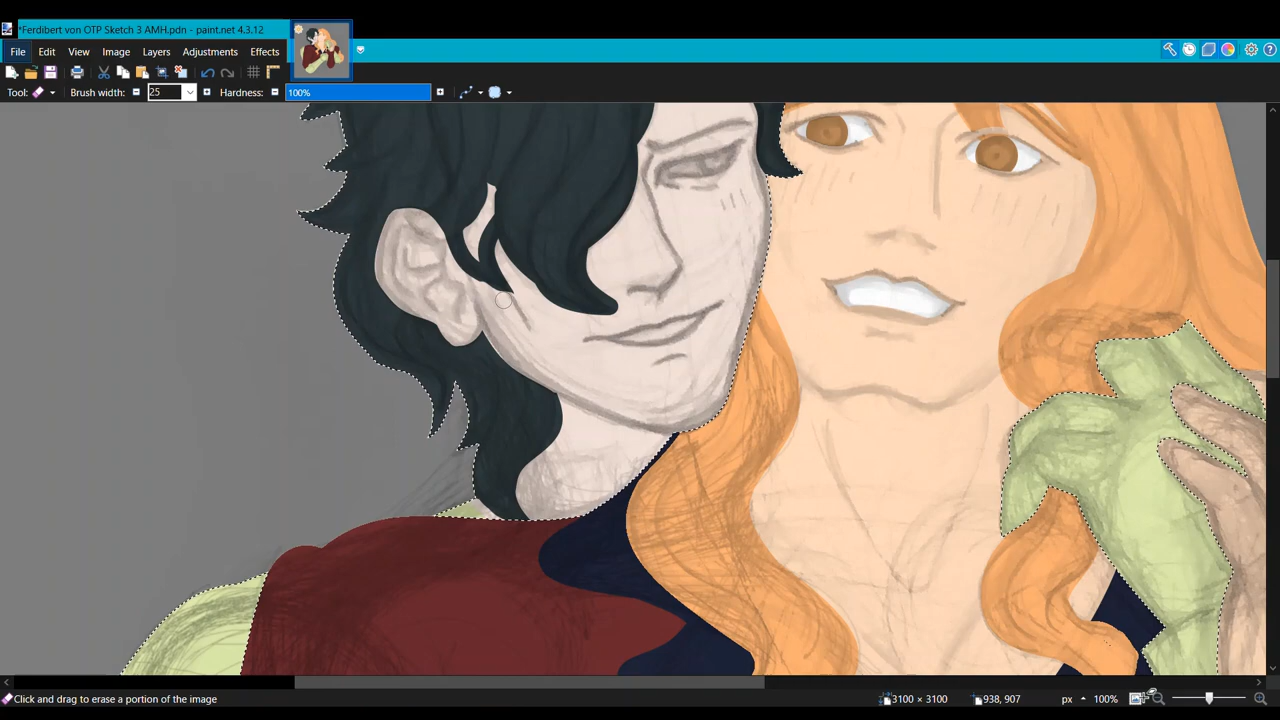 *Ferdibert von OTP Sketch 3 AMH.pdn - paint.net 4.3.12
File Edit View Image Layers Adjustments Effects
Tool: Brush width: 25 Hardness: 100%
Click and drag to erase a portion of the image 3100 × 3100 938, 907 px 100%